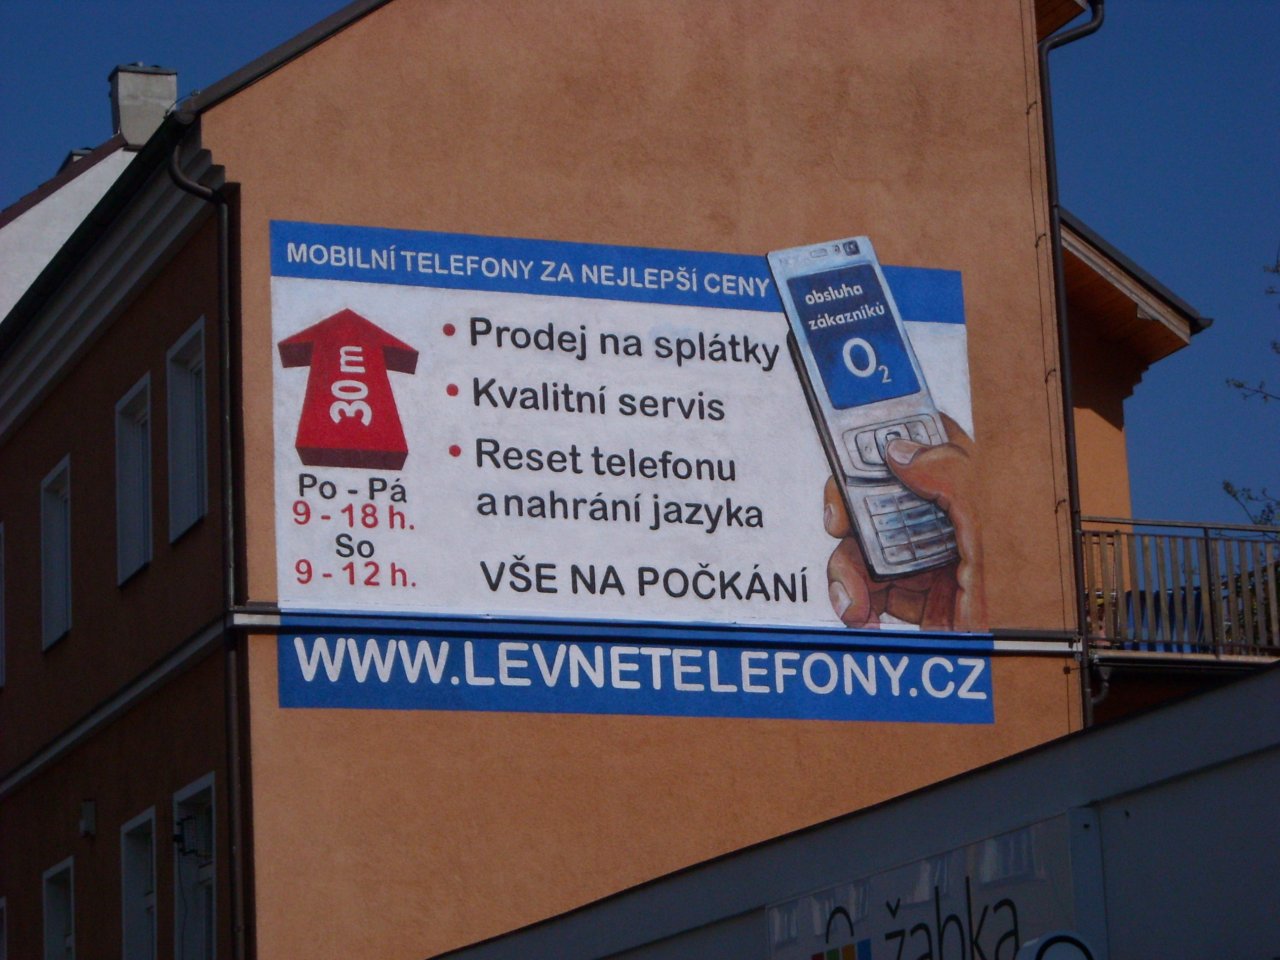 MOBILNÍ TELEFONY ZA NEJLEPŠÍ CENY
obsluha
zákazníků
O2
30 m
• Prodej na splátky
• Kvalitní servis
• Reset telefonu
a nahrání jazyka
VŠE NA POČKÁNÍ
Po - Pá
9 - 18 h.
So
9 - 12 h.
WWW.LEVNETELEFONY.CZ
žabka